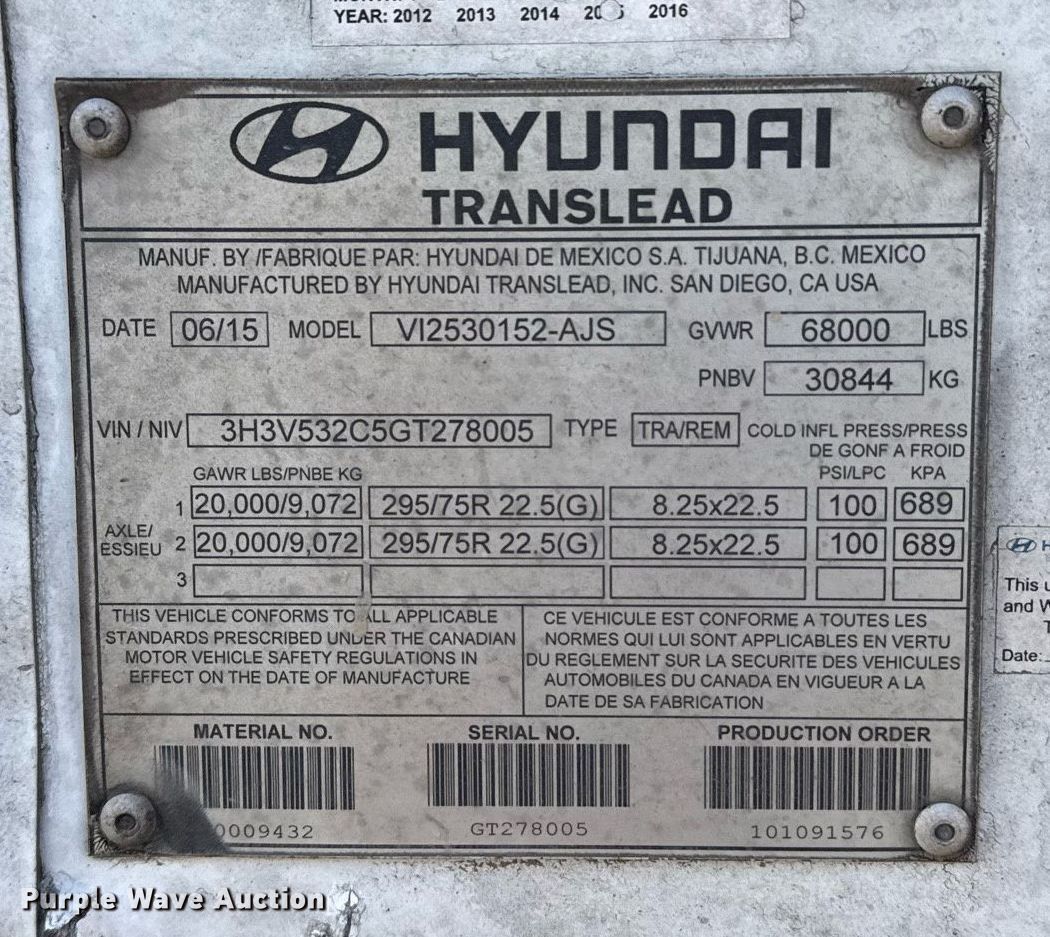 YEAR: 2012 2013 2014 2016
HYUNDAI
TRANSLEAD
MANUF. BY /FABRIQUE PAR: HYUNDAI DE MEXICO S.A. TIJUANA, B.C. MEXICO
MANUFACTURED BY HYUNDAI TRANSLEAD, INC. SAN DIEGO, CA USA
DATE 06/15 MODEL VI2530152-AJS GVWR 68000 LBS
PNBV 30844 KG
VIN / NIV 3H3V532C5GT278005 TYPE TRA/REM COLD INFL PRESS/PRESS
DE GONF A FROID
GAWR LBS/PNBE KG PSI/LPC KPA
1 20,000/9,072 295/75R 22.5(G) 8.25x22.5 100 689
AXLE/
ESSIEU 2 20,000/9,072 295/75R 22.5(G) 8.25x22.5 100 689
3
THIS VEHICLE CONFORMS TO ALL APPLICABLE
STANDARDS PRESCRIBED UNDER THE CANADIAN
MOTOR VEHICLE SAFETY REGULATIONS IN
EFFECT ON THE DATE OF MANUFACTURE
CE VEHICULE EST CONFORME A TOUTES LES
NORMES QUI LUI SONT APPLICABLES EN VERTU
DU REGLEMENT SUR LA SECURITE DES VEHICULES
AUTOMOBILES DU CANADA EN VIGUEUR A LA
DATE DE SA FABRICATION
MATERIAL NO. SERIAL NO. PRODUCTION ORDER
0009432 GT278005 101091576
This
and
Date:
Purple Wave Auction